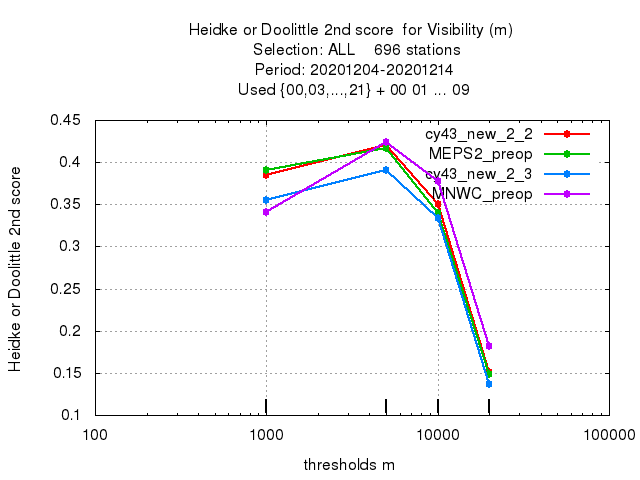 Heidke or Doolittle 2nd score  for Visibility (m)
Selection: ALL    696 stations
Period: 20201204-20201214
Used {00,03,...,21} + 00 01 ... 09
0.45
0.4
0.35
0.3
0.25
0.2
0.15
0.1
Heidke or Doolittle 2nd score
cy43_new_2_2
MEPS2_preop
cy43_new_2_3
MNWC_preop
100 1000 10000 100000
thresholds m